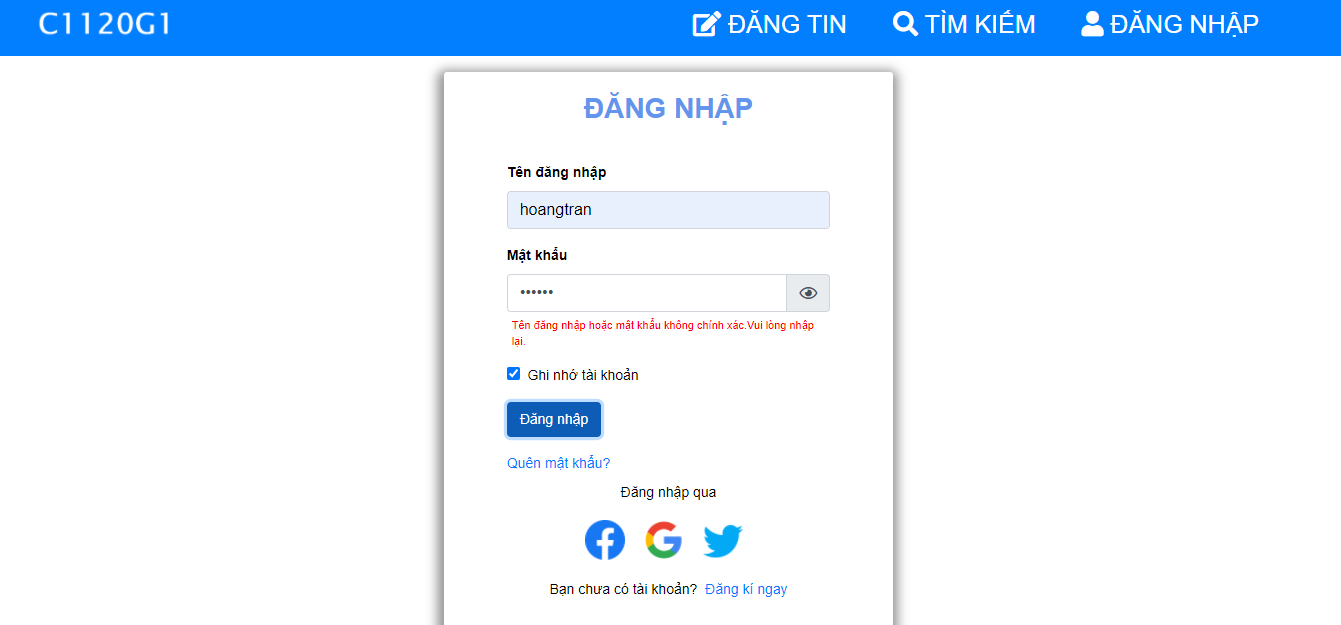 C1120G1
ĐĂNG TIN
TÌM KIẾM
ĐĂNG NHẬP
ĐĂNG NHẬP
Tên đăng nhập
hoangtran
Mật khẩu
••••••
Tên đăng nhập hoặc mật khẩu không chính xác.Vui lòng nhập
lại.
Ghi nhớ tài khoản
Đăng nhập
Quên mật khẩu?
Đăng nhập qua
Bạn chưa có tài khoản? Đăng kí ngay